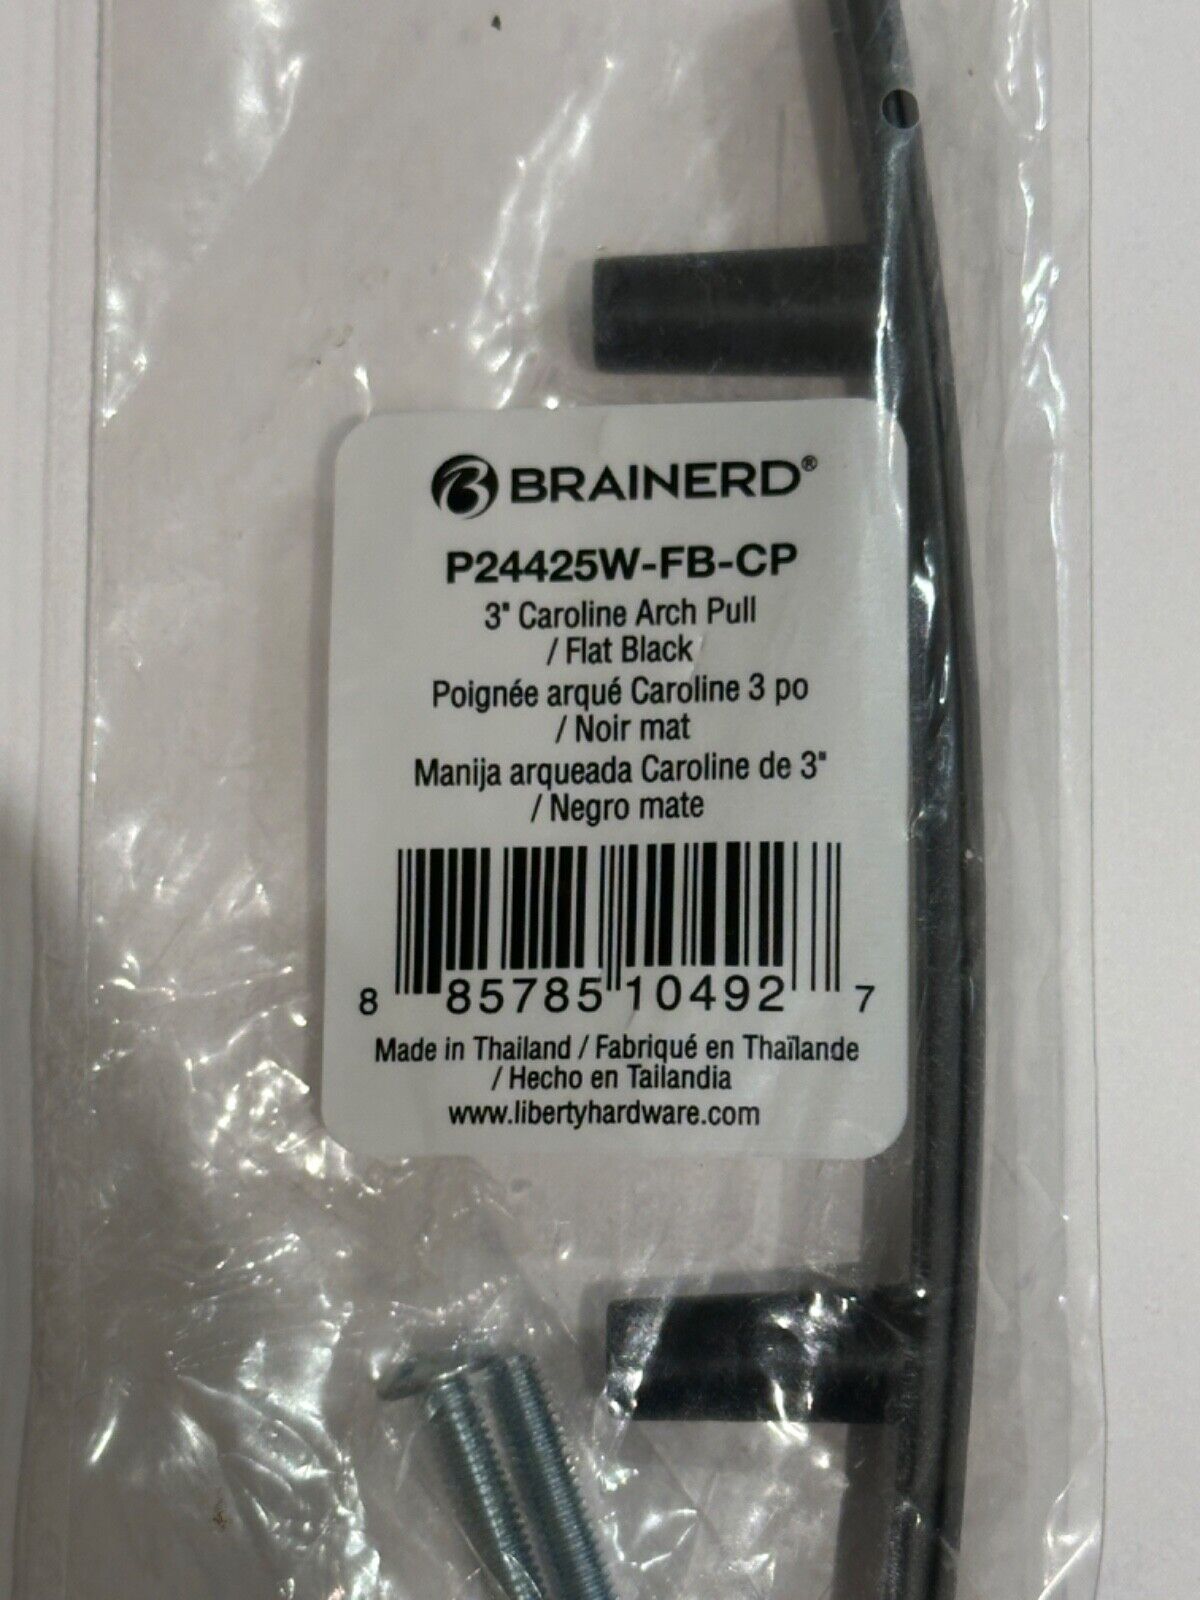 BRAINERD®
P24425W-FB-CP
3" Caroline Arch Pull
/ Flat Black
Poignée arqué Caroline 3 po
/ Noir mat
Manija arqueada Caroline de 3"
/ Negro mate
8 85785 10492 7
Made in Thailand / Fabriqué en Thaïlande
/ Hecho en Tailandia
www.libertyhardware.com